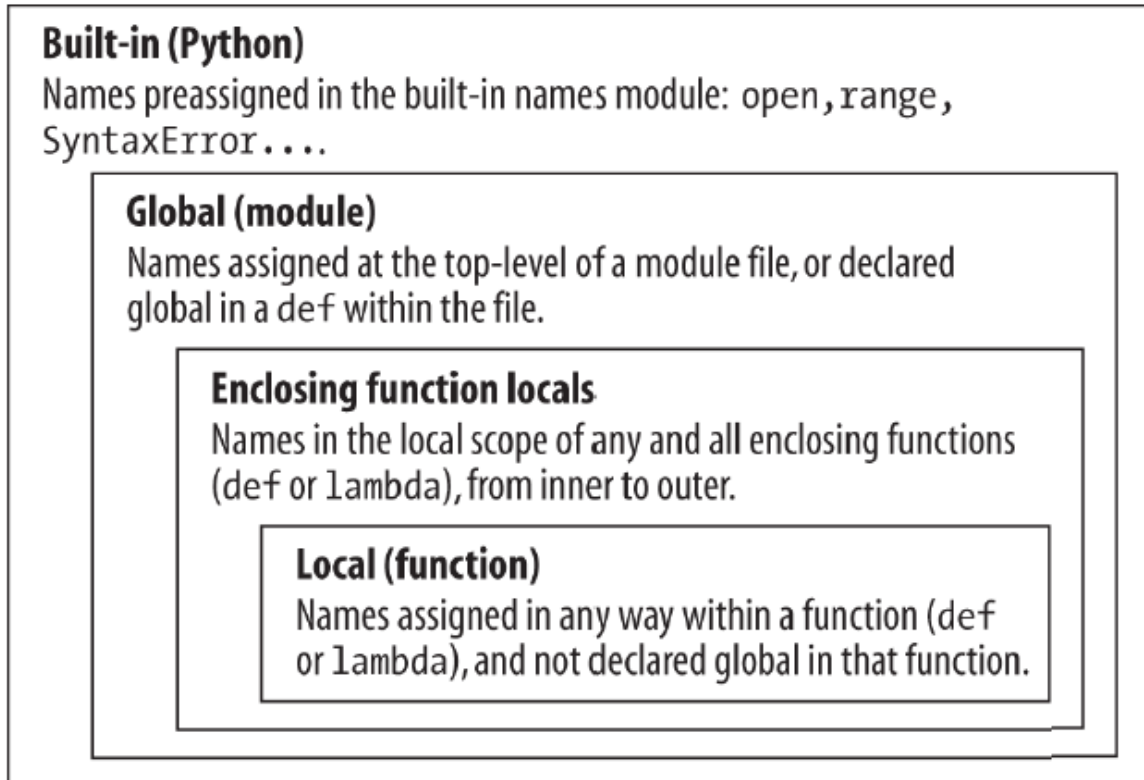 Built-in (Python)
Names preassigned in the built-in names module: open,range,
SyntaxError....
Global (module)
Names assigned at the top-level of a module file, or declared
global in a def within the file.
Enclosing function locals
Names in the local scope of any and all enclosing functions
(def or lambda), from inner to outer.
Local (function)
Names assigned in any way within a function (def
or lambda), and not declared global in that function.